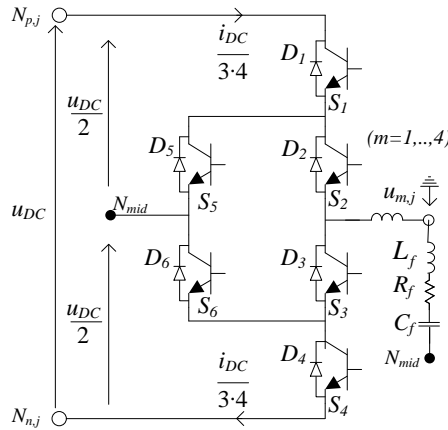 N_{p,j}
i_{DC}
3·4
D_1
S_1
u_{DC}
2
D_5
D_2
(m=1,..,4)
S_5
S_2
u_{m,j}
u_{DC}
N_{mid}
D_6
D_3
L_f
S_6
S_3
R_f
u_{DC}
2
C_f
D_4
N_{mid}
i_{DC}
3·4
S_4
N_{n,j}